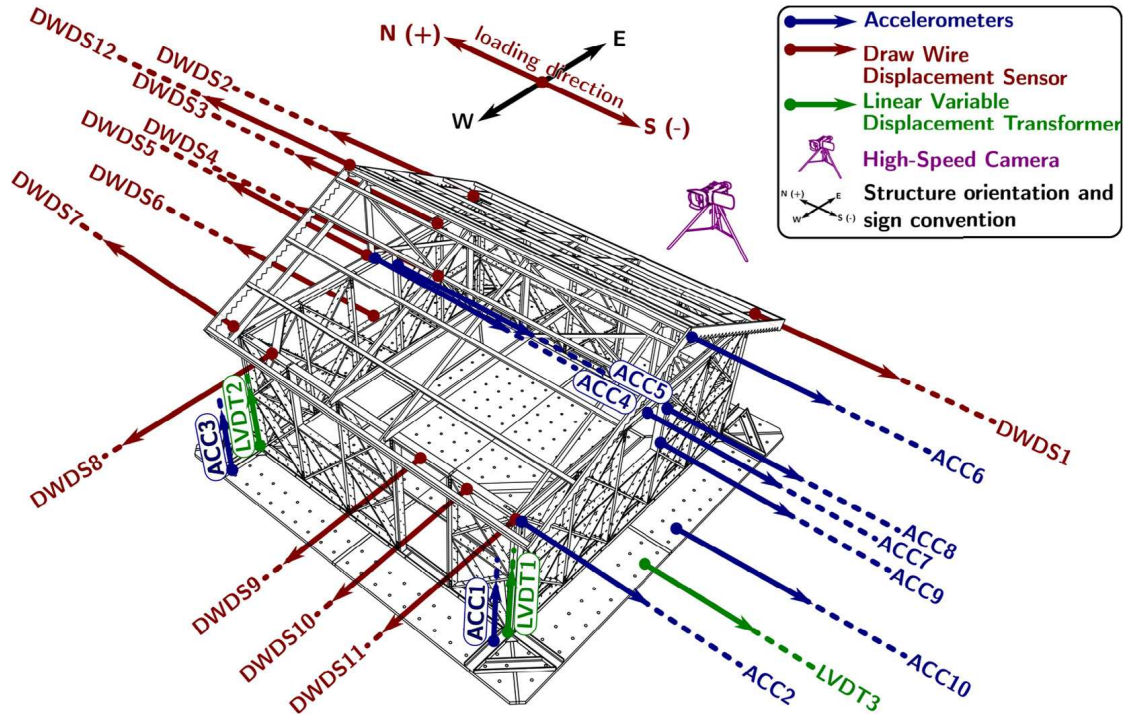 DWDS12
DWDS2
DWDS3
DWDS5
DWDS4
DWDS6
DWDS7
N (+)
loading direction
E
W
S (-)
Accelerometers
Draw Wire
Displacement Sensor
Linear Variable
Displacement Transformer
High-Speed Camera
N (+)
E
W
S (-)
Structure orientation and
sign convention
ACC5
ACC4
LVDT2
ACC3
DWDS8
DWDS1
ACC6
ACC8
ACC7
ACC9
DWDS9
DWDS10
DWDS11
ACC1
LVDT1
ACC2
ACC10
LVDT3